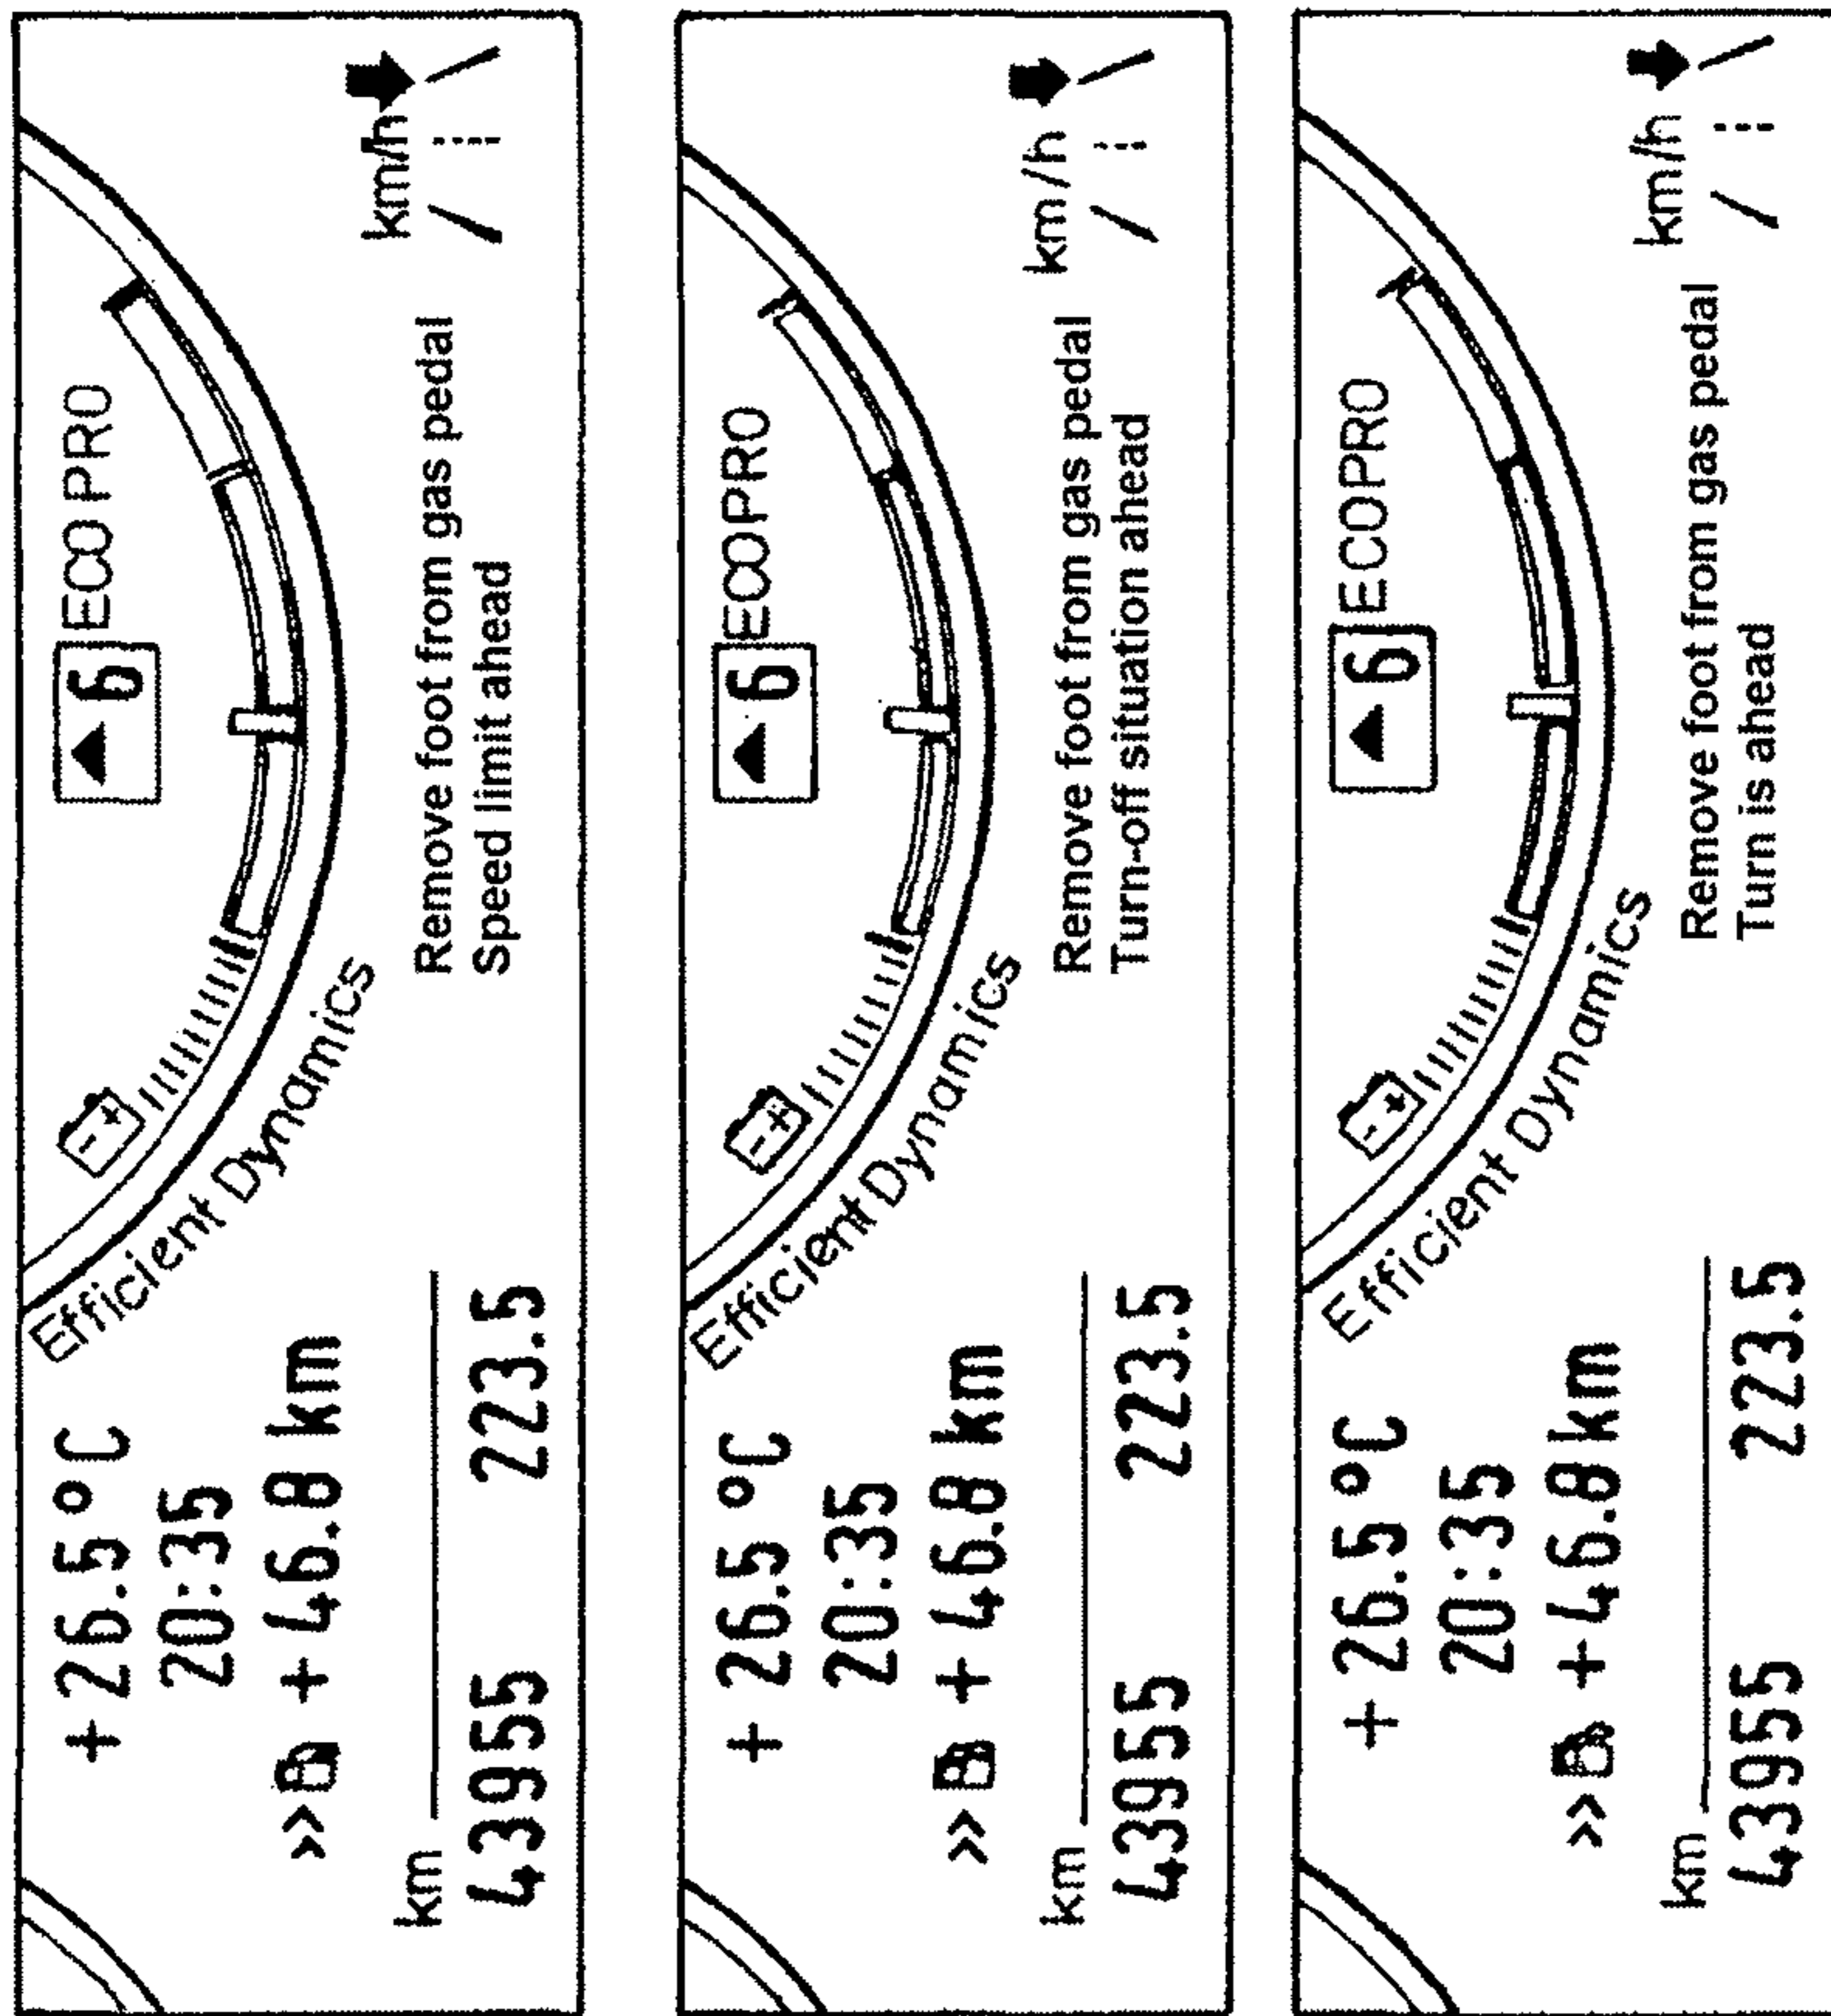 + 26.5 °C
20:35
>> + 46.8 km
km
43955 223.5
Efficient Dynamics
6 ECO PRO
Remove foot from gas pedal
Speed limit ahead
km/h
+ 26.5 °C
20:35
>> + 46.8 km
km
43955 223.5
Efficient Dynamics
6 ECOPRO
Remove foot from gas pedal
Turn-off situation ahead
km/h
+ 26.5 °C
20:35
>> + 46.8 km
km
43955 223.5
Efficient Dynamics
6 ECOPRO
Remove foot from gas pedal
Turn is ahead
km/h